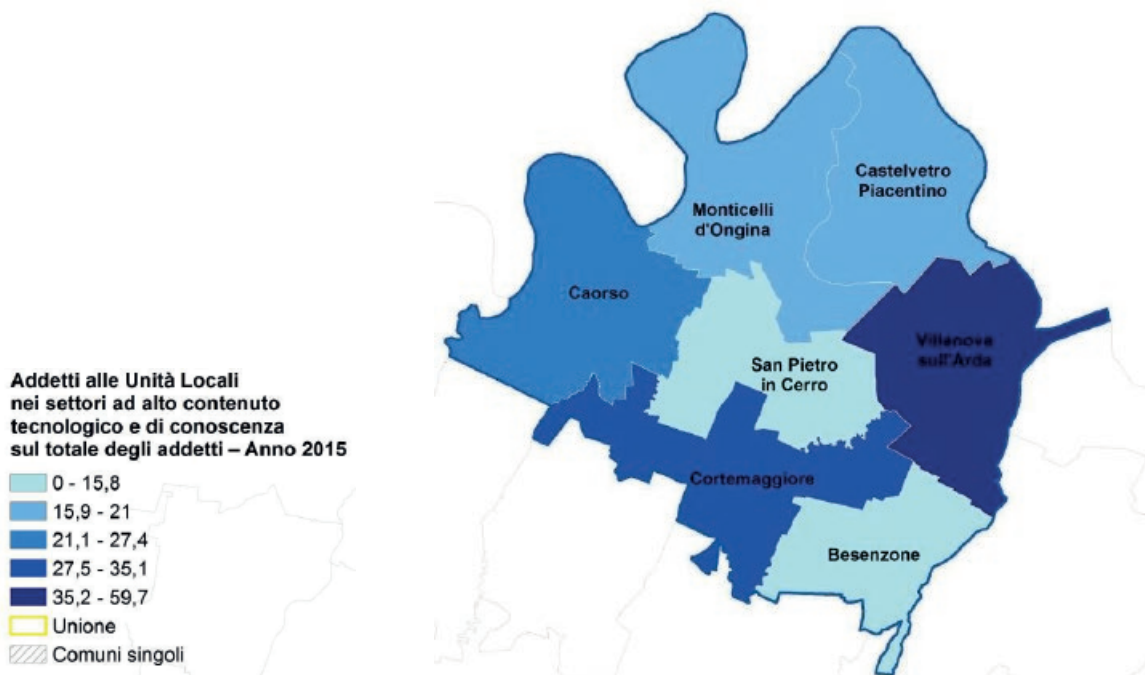 Castelvetro
Piacentino
Monticelli
d'Ongina
Caorso
Villanova
sull'Arda
San Pietro
in Cerro
Cortemaggiore
Besenzone
Addetti alle Unità Locali
nei settori ad alto contenuto
tecnologico e di conoscenza
sul totale degli addetti – Anno 2015
0 - 15,8
15,9 - 21
21,1 - 27,4
27,5 - 35,1
35,2 - 59,7
Unione
Comuni singoli